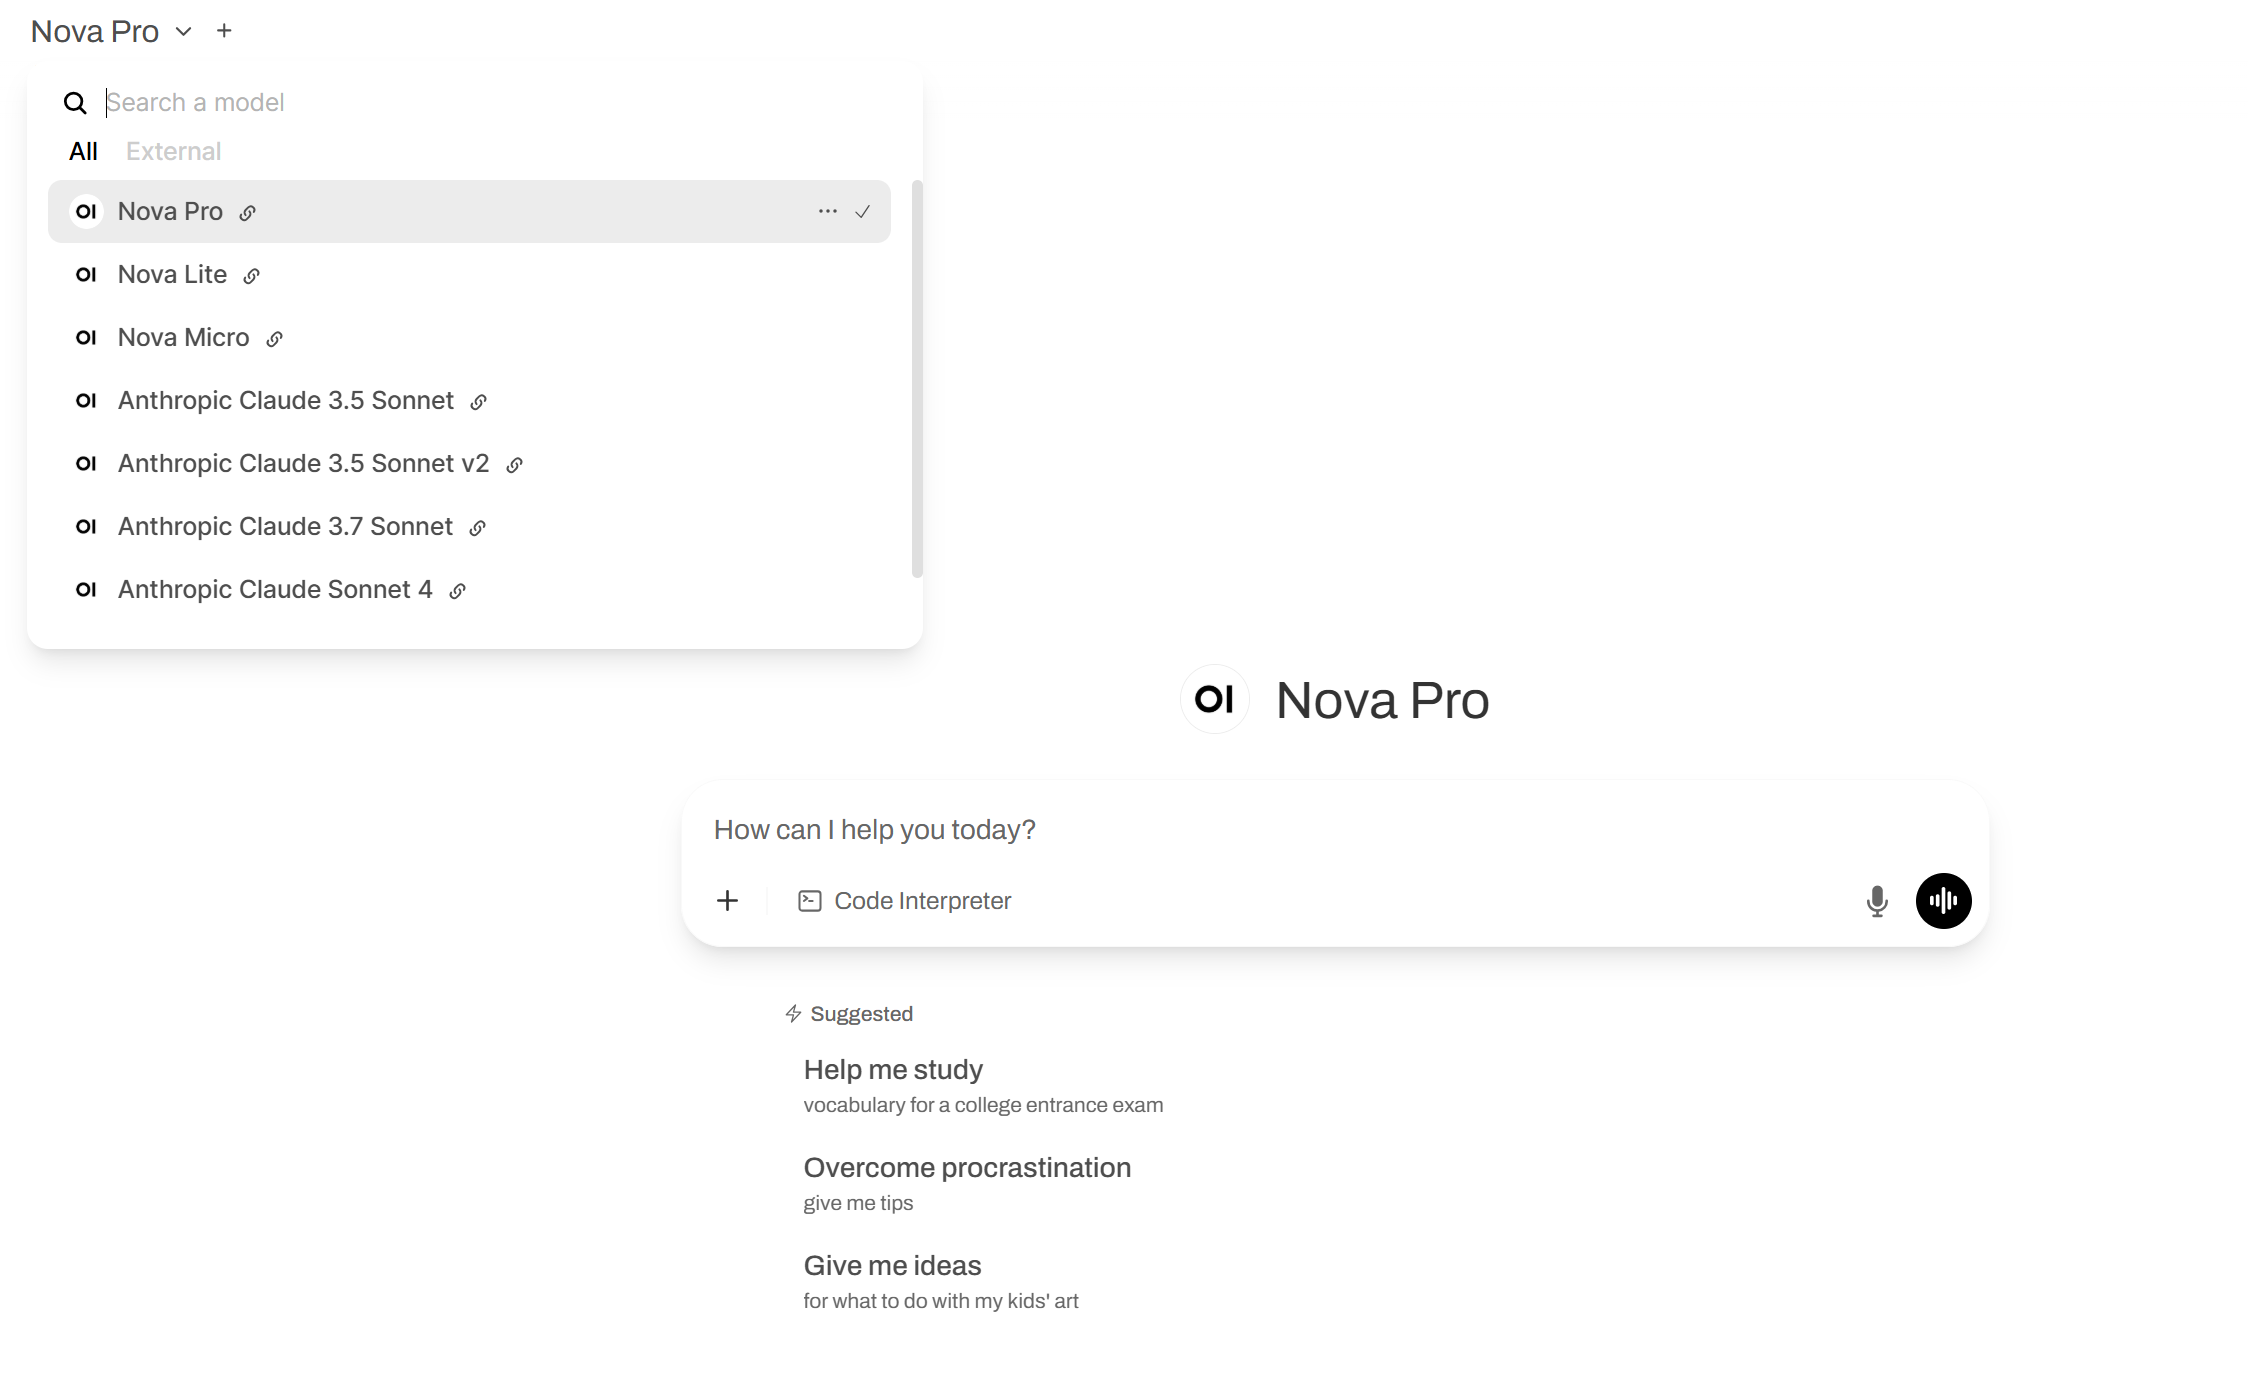 Nova Pro
Search a model
All External
OI Nova Pro
OI Nova Lite
OI Nova Micro
OI Anthropic Claude 3.5 Sonnet
OI Anthropic Claude 3.5 Sonnet v2
OI Anthropic Claude 3.7 Sonnet
OI Anthropic Claude Sonnet 4
OI Nova Pro
How can I help you today?
Code Interpreter
Suggested
Help me study
vocabulary for a college entrance exam
Overcome procrastination
give me tips
Give me ideas
for what to do with my kids' art